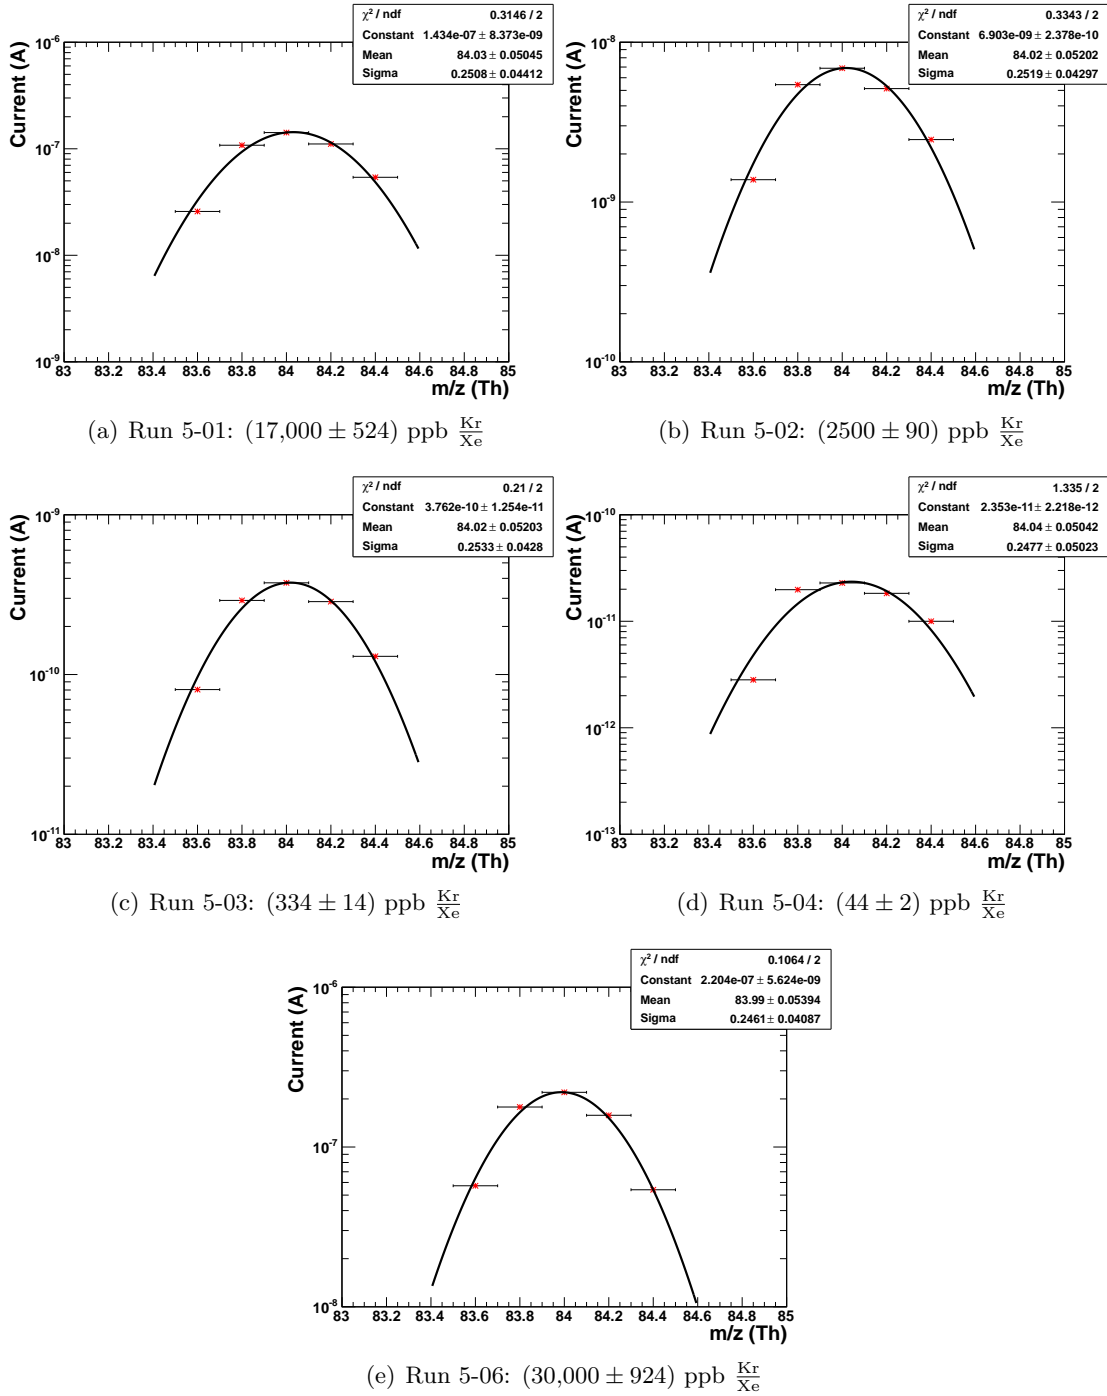 χ² / ndf 0.3146 / 2
Constant 1.434e-07 ± 8.373e-09
Mean 84.03 ± 0.05045
Sigma 0.2508 ± 0.04412
Current (A)
10⁻⁶
10⁻⁷
10⁻⁸
10⁻⁹
83 83.2 83.4 83.6 83.8 84 84.2 84.4 84.6 84.8 85
m/z (Th)
(a) Run 5-01: (17,000 ± 524) ppb Kr/Xe
χ² / ndf 0.3343 / 2
Constant 6.903e-09 ± 2.378e-10
Mean 84.02 ± 0.05202
Sigma 0.2519 ± 0.04297
Current (A)
10⁻⁸
10⁻⁹
10⁻¹⁰
83 83.2 83.4 83.6 83.8 84 84.2 84.4 84.6 84.8 85
m/z (Th)
(b) Run 5-02: (2500 ± 90) ppb Kr/Xe
χ² / ndf 0.21 / 2
Constant 3.762e-10 ± 1.254e-11
Mean 84.02 ± 0.05203
Sigma 0.2533 ± 0.0428
Current (A)
10⁻⁹
10⁻¹⁰
10⁻¹¹
83 83.2 83.4 83.6 83.8 84 84.2 84.4 84.6 84.8 85
m/z (Th)
(c) Run 5-03: (334 ± 14) ppb Kr/Xe
χ² / ndf 1.335 / 2
Constant 2.353e-11 ± 2.218e-12
Mean 84.04 ± 0.05042
Sigma 0.2477 ± 0.05023
Current (A)
10⁻¹⁰
10⁻¹¹
10⁻¹²
10⁻¹³
83 83.2 83.4 83.6 83.8 84 84.2 84.4 84.6 84.8 85
m/z (Th)
(d) Run 5-04: (44 ± 2) ppb Kr/Xe
χ² / ndf 0.1064 / 2
Constant 2.204e-07 ± 5.624e-09
Mean 83.99 ± 0.05394
Sigma 0.2461 ± 0.04087
Current (A)
10⁻⁶
10⁻⁷
10⁻⁸
83 83.2 83.4 83.6 83.8 84 84.2 84.4 84.6 84.8 85
m/z (Th)
(e) Run 5-06: (30,000 ± 924) ppb Kr/Xe